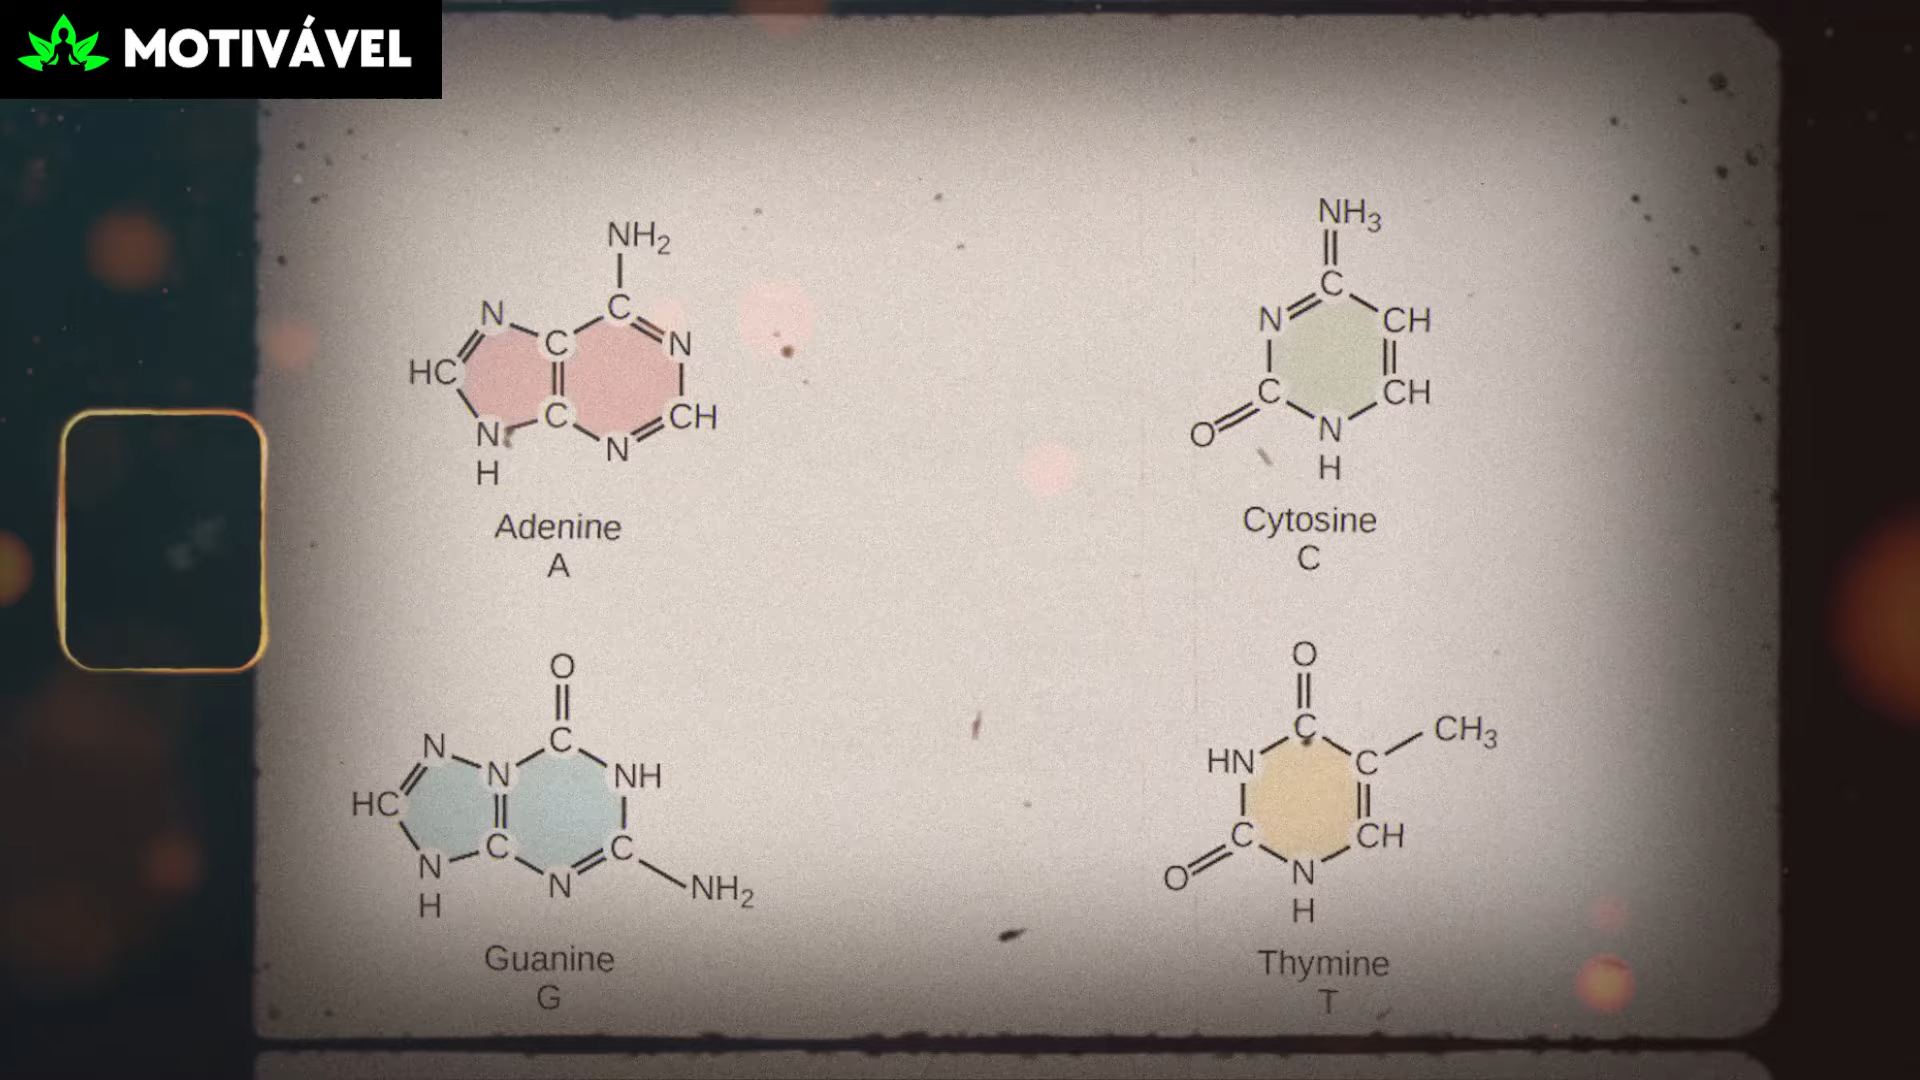 MOTIVÁVEL
NH2
N
C
C
N
HC
C
CH
N
N
H
Adenine
A
NH3
C
N
CH
C
CH
O
N
H
Cytosine
C
O
C
N
N
NH
HC
C
C
N
N
NH2
H
Guanine
G
O
C
CH3
HN
C
C
CH
O
N
H
Thymine
T